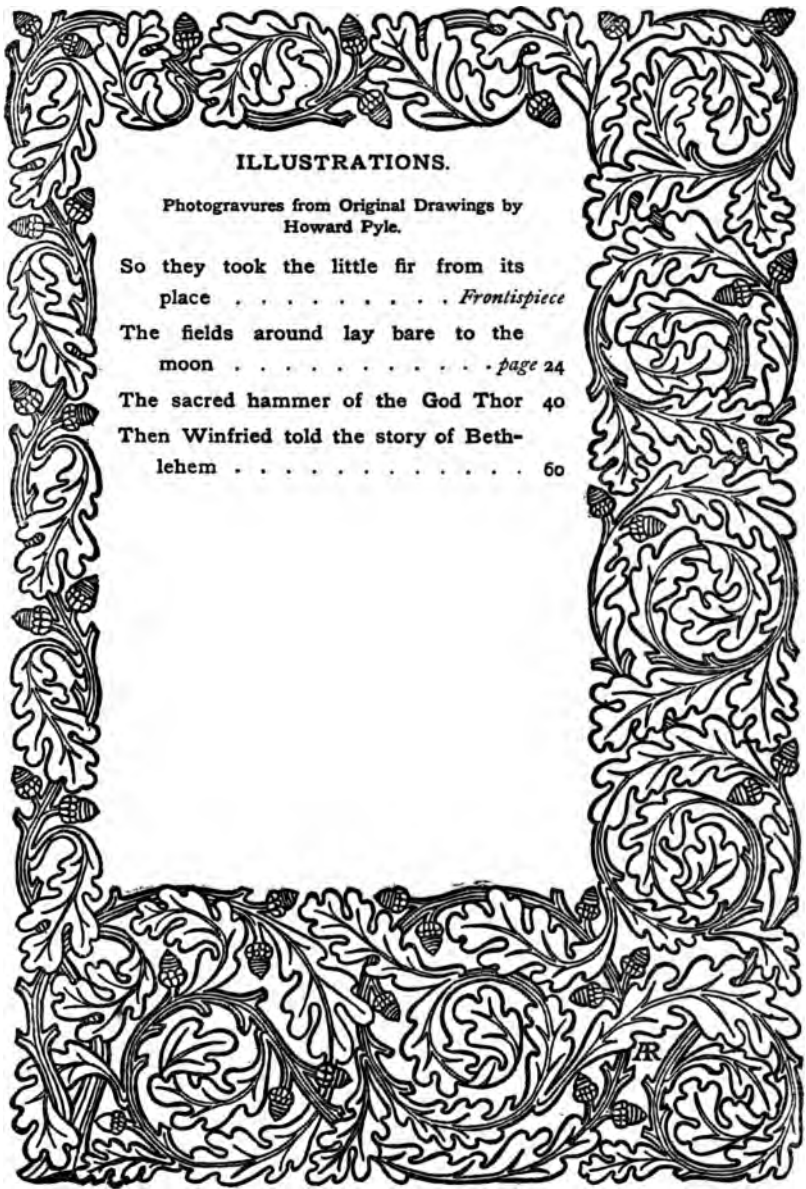 ILLUSTRATIONS.
Photogravures from Original Drawings by
Howard Pyle.
So they took the little fir from its
place . . . . . . . . . Frontispiece
The fields around lay bare to the
moon . . . . . . . . . . . page 24
The sacred hammer of the God Thor 40
Then Winfried told the story of Beth-
lehem . . . . . . . . . . . . 60
AR